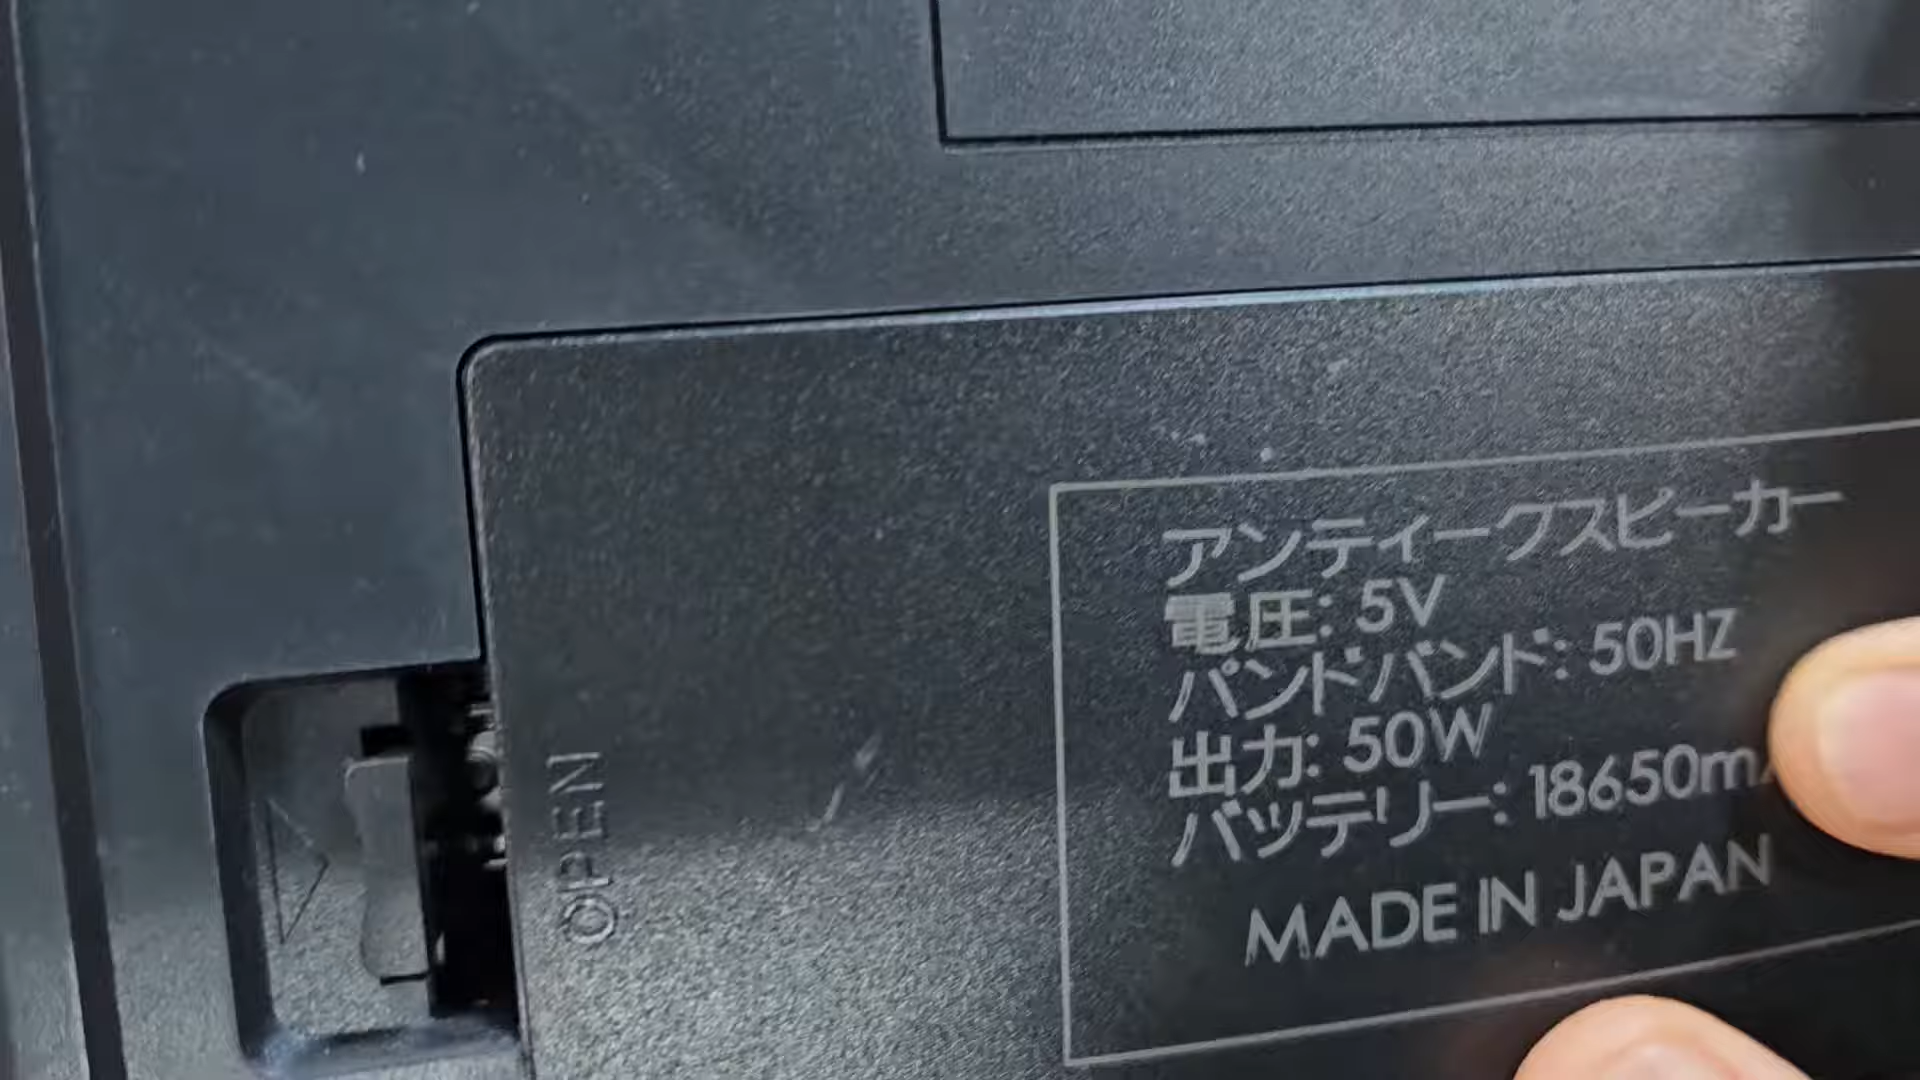 アンティークスピーカー
電圧: 5V
バンドバンド: 50HZ
出力: 50W
バッテリー: 18650m
MADE IN JAPAN
OPEN